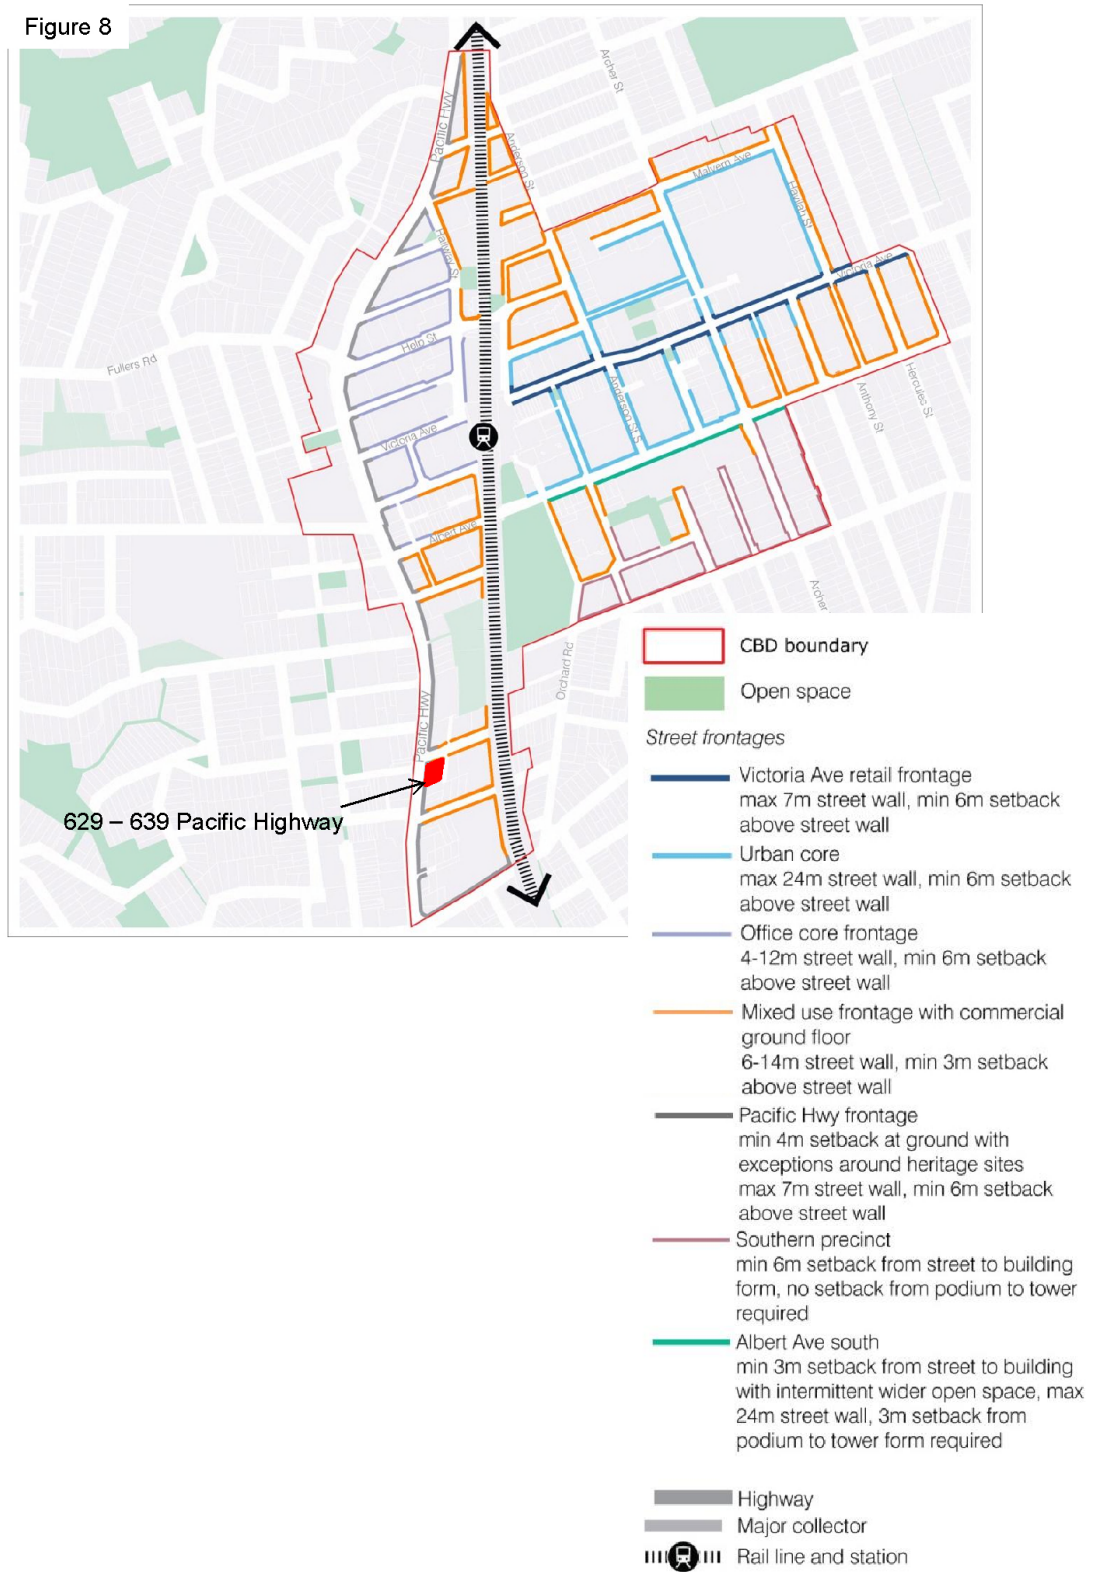 Figure 8
Archer St
Pacific Hwy
Anderson St
Malvern Ave
Havilah St
Railway St
Victoria Ave
Help St
Fullers Rd
Hercules St
Anthony St
Anderson St S
Victoria Ave
Albert Ave
Archer
Orchard Rd
Pacific Hwy
629 – 639 Pacific Highway
CBD boundary
Open space
Street frontages
Victoria Ave retail frontage
max 7m street wall, min 6m setback
above street wall
Urban core
max 24m street wall, min 6m setback
above street wall
Office core frontage
4-12m street wall, min 6m setback
above street wall
Mixed use frontage with commercial
ground floor
6-14m street wall, min 3m setback
above street wall
Pacific Hwy frontage
min 4m setback at ground with
exceptions around heritage sites
max 7m street wall, min 6m setback
above street wall
Southern precinct
min 6m setback from street to building
form, no setback from podium to tower
required
Albert Ave south
min 3m setback from street to building
with intermittent wider open space, max
24m street wall, 3m setback from
podium to tower form required
Highway
Major collector
Rail line and station